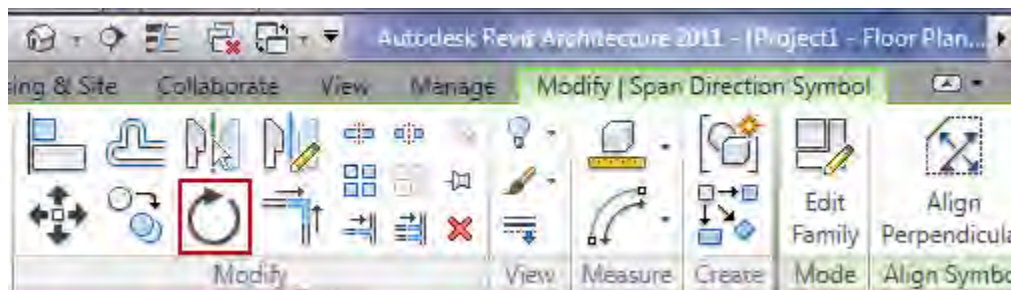 Autodesk Revit Architecture 2011 - [Project1 - Floor Plan...
ing & Site Collaborate View Manage Modify | Span Direction Symbol
Edit Family
Align Perpendicula
Modify View Measure Create Mode Align Symbo